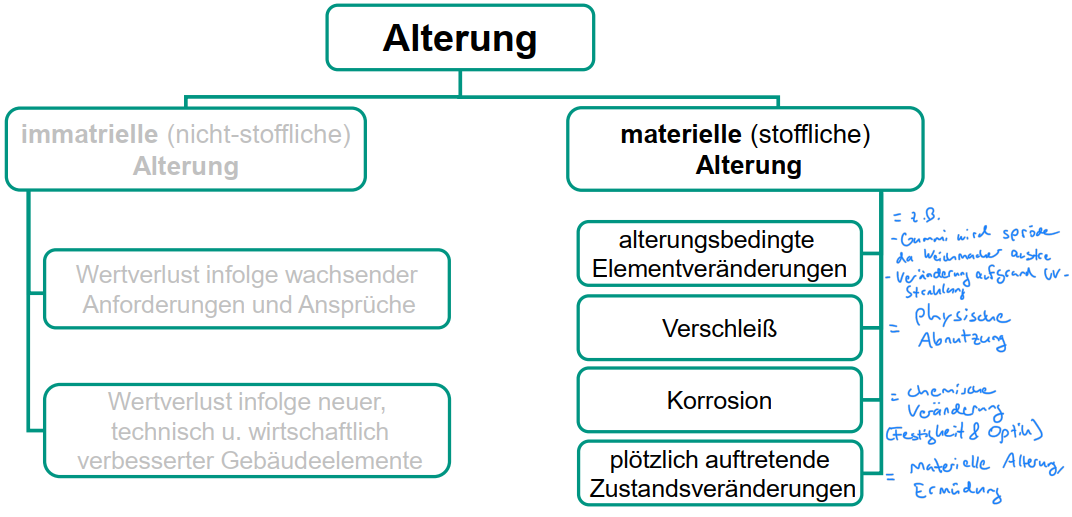 Alterung
immatrielle (nicht-stoffliche)
Alterung
Wertverlust infolge wachsender
Anforderungen und Ansprüche
Wertverlust infolge neuer,
technisch u. wirtschaftlich
verbesserter Gebäudeelemente
materielle (stoffliche)
Alterung
alterungsbedingte
Elementveränderungen
= z.B.
- Gummi wird spröde
da Weichmacher
- Veränderung aufgrund UV-
Strahlung
Verschleiß
= physische
Abnutzung
Korrosion
= chemische
Veränderung
(Festigkeit & Optik)
plötzlich auftretende
Zustandsveränderungen
= Materielle Alterung,
Ermüdung